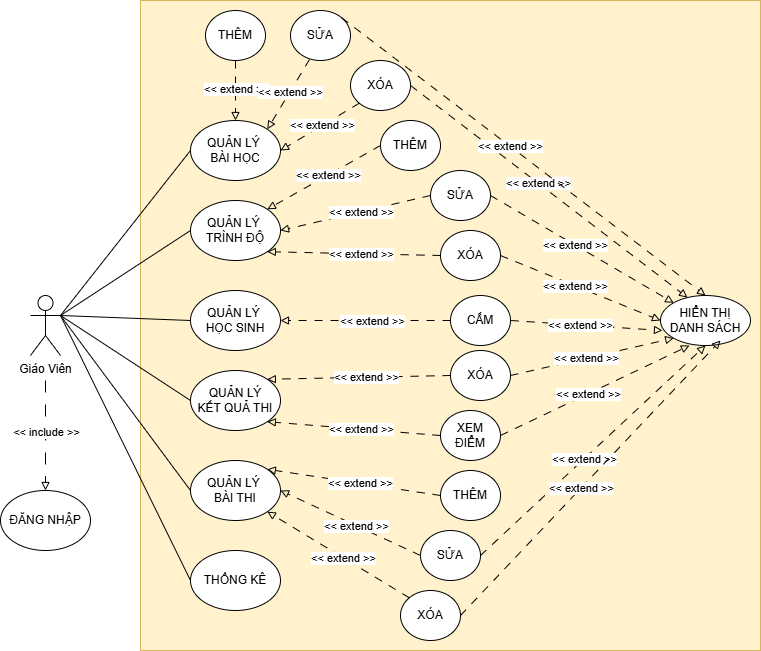 THÊM
SỬA
<< extend >>
<< extend >>
XÓA
<< extend >>
QUẢN LÝ
BÀI HỌC
THÊM
<< extend >>
<< extend >>
<< extend >>
SỬA
<< extend >>
QUẢN LÝ
TRÌNH ĐỘ
<< extend >>
XÓA
<< extend >>
<< extend >>
QUẢN LÝ
HỌC SINH
<< extend >>
CẤM
<< extend >>
HIỂN THỊ
DANH SÁCH
Giáo Viên
<< extend >>
XÓA
<< extend >>
QUẢN LÝ
KẾT QUẢ THI
<< extend >>
<< extend >>
XEM
ĐIỂM
<< include >>
<< extend >>
QUẢN LÝ
BÀI THI
<< extend >>
THÊM
<< extend >>
ĐĂNG NHẬP
<< extend >>
SỬA
<< extend >>
THỐNG KÊ
XÓA